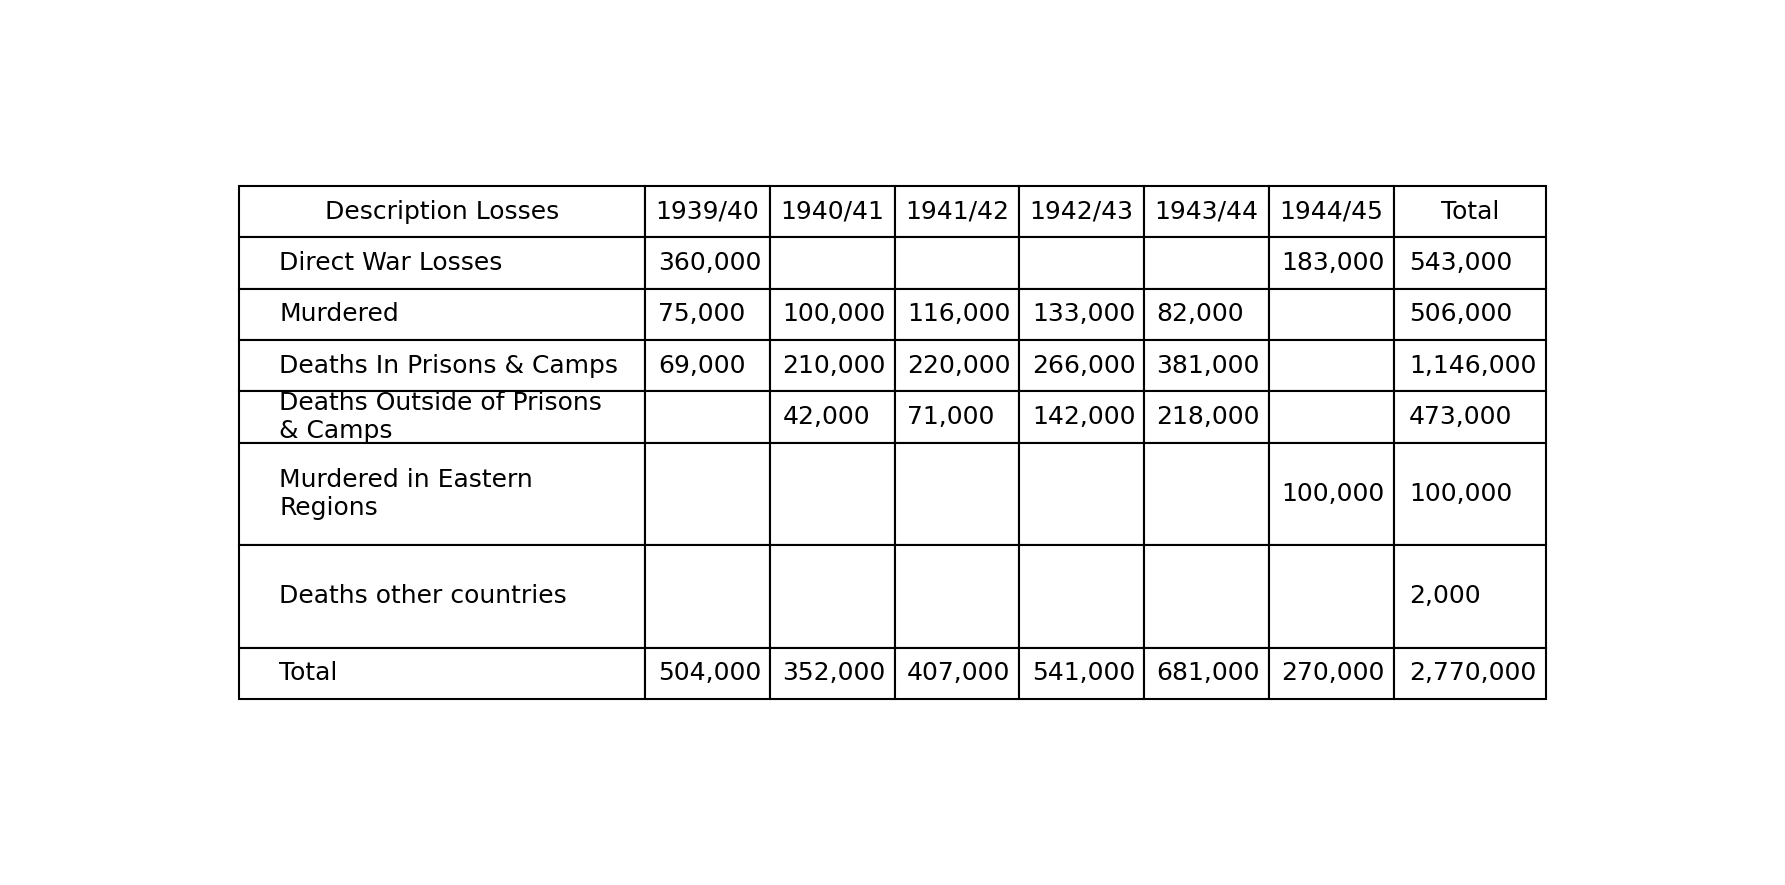 Description Losses 1939/40 1940/41 1941/42 1942/43 1943/44 1944/45 Total
Direct War Losses 360,000 183,000 543,000
Murdered 75,000 100,000 116,000 133,000 82,000 506,000
Deaths In Prisons & Camps 69,000 210,000 220,000 266,000 381,000 1,146,000
Deaths Outside of Prisons
& Camps 42,000 71,000 142,000 218,000 473,000
Murdered in Eastern
Regions 100,000 100,000
Deaths other countries 2,000
Total 504,000 352,000 407,000 541,000 681,000 270,000 2,770,000